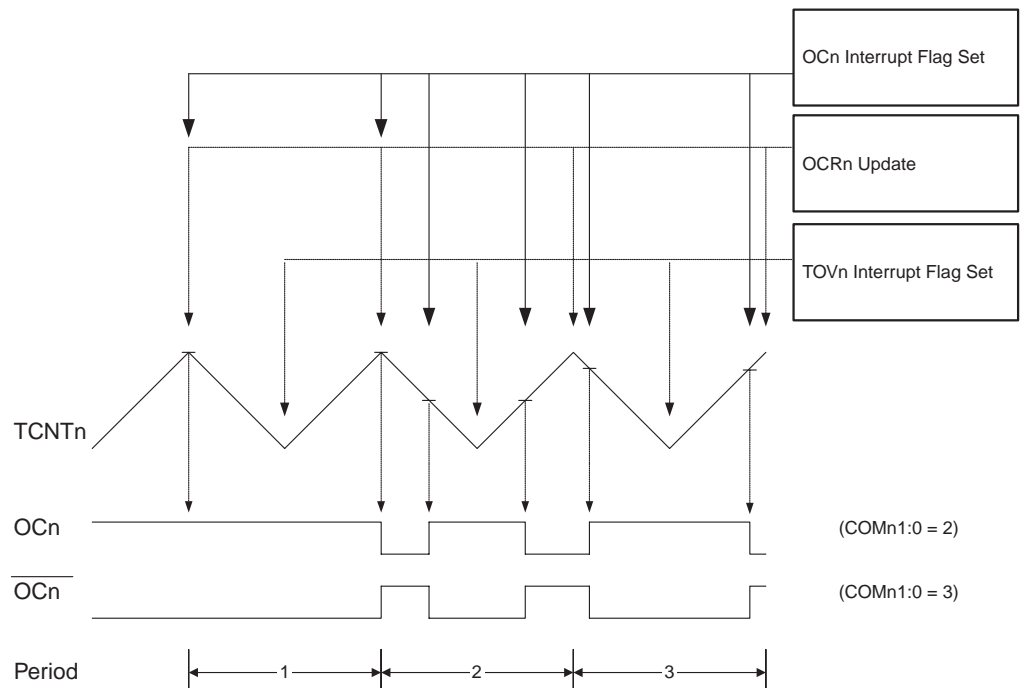 OCn Interrupt Flag Set
OCRn Update
TOVn Interrupt Flag Set
TCNTn
OCn
(COMn1:0 = 2)
OCn
(COMn1:0 = 3)
Period
1
2
3